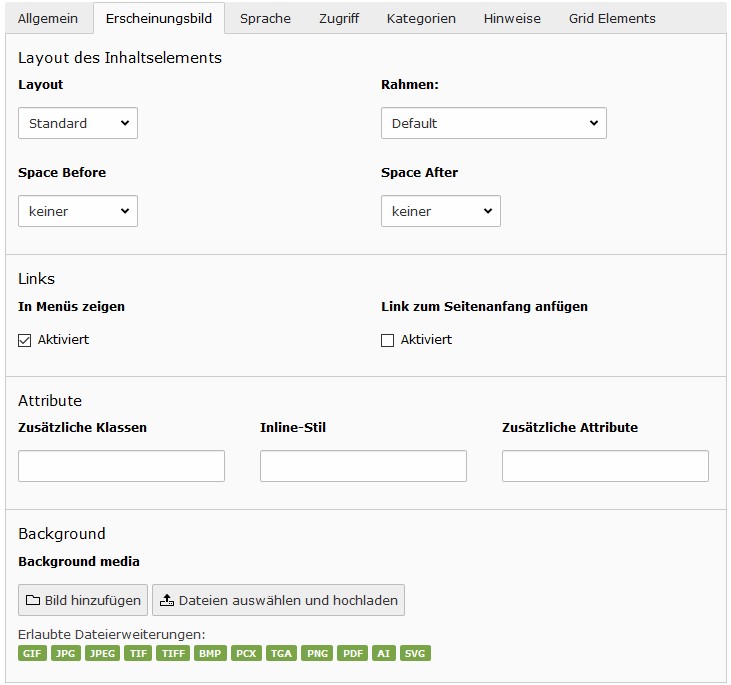 Allgemein Erscheinungsbild Sprache Zugriff Kategorien Hinweise Grid Elements
Layout des Inhaltselements
Layout Rahmen:
Standard Default
Space Before Space After
keiner keiner
Links
In Menüs zeigen Link zum Seitenanfang anfügen
Aktiviert Aktiviert
Attribute
Zusätzliche Klassen Inline-Stil Zusätzliche Attribute
Background
Background media
Bild hinzufügen Dateien auswählen und hochladen
Erlaubte Dateierweiterungen:
GIF JPG JPEG TIF TIFF BMP PCX TGA PNG PDF AI SVG